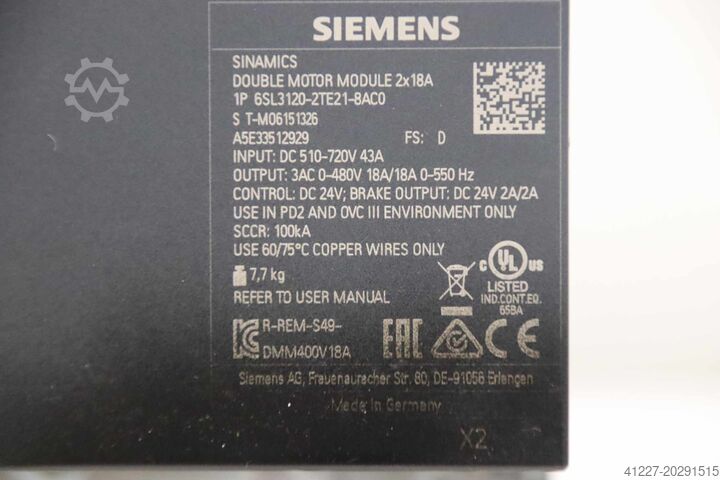 SIEMENS
SINAMICS
DOUBLE MOTOR MODULE 2x18A
1P 6SL3120-2TE21-8AC0
S T-M06151326
A5E33512929 FS: D
INPUT: DC 510-720V 43A
OUTPUT: 3AC 0-480V 18A/18A 0-550 Hz
CONTROL: DC 24V; BRAKE OUTPUT: DC 24V 2A/2A
USE IN PD2 AND OVC III ENVIRONMENT ONLY
SCCR: 100kA
USE 60/75°C COPPER WIRES ONLY
7,7 kg
REFER TO USER MANUAL
C UL US
LISTED
IND.CONT.EQ.
65BA
R-REM-S49-
DMM400V18A
EAC CE
Siemens AG, Frauenauracher Str. 80, DE-91056 Erlangen
Made in Germany
X2
41227-20291515